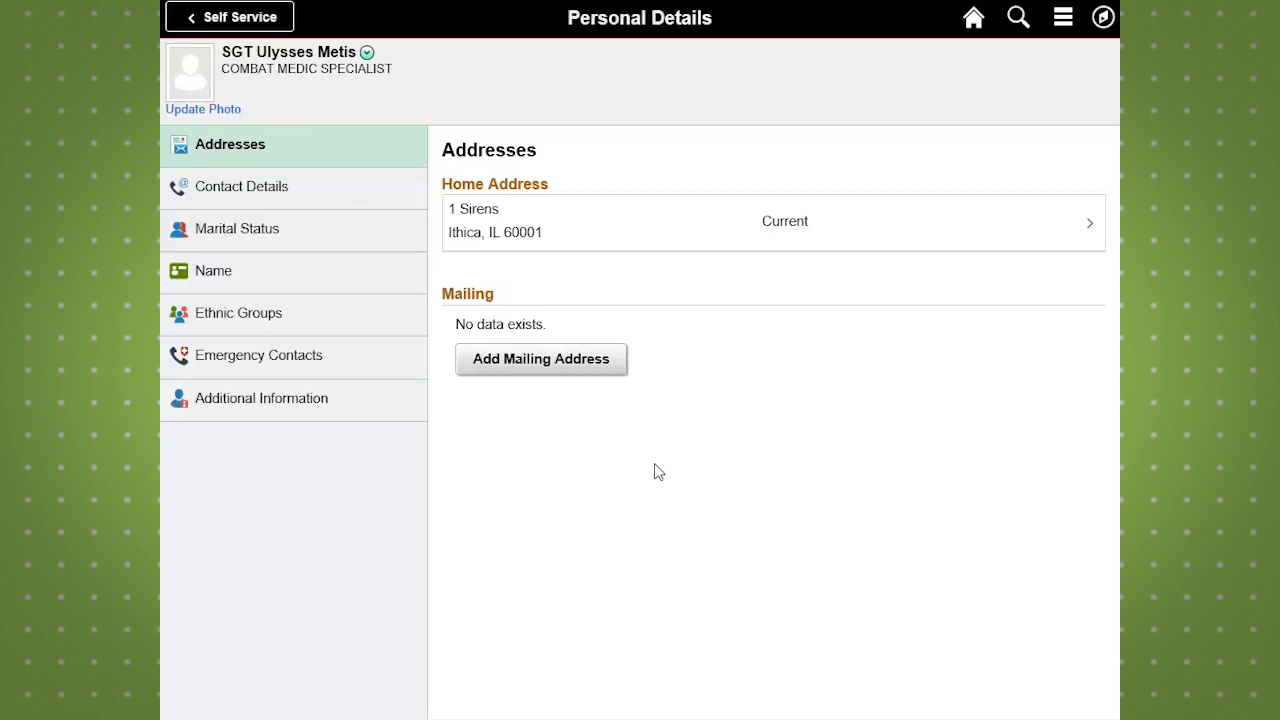 Self Service
Personal Details
SGT Ulysses Metis
COMBAT MEDIC SPECIALIST
Update Photo
Addresses
Contact Details
Marital Status
Name
Ethnic Groups
Emergency Contacts
Additional Information
Addresses
Home Address
1 Sirens
Ithica, IL 60001
Current
Mailing
No data exists.
Add Mailing Address